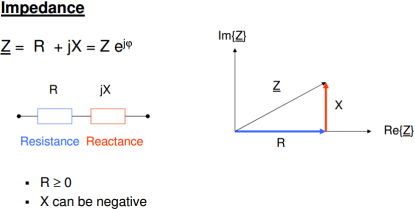 Impedance
Z = R + jX = Z e^jφ
R jX
Resistance Reactance
▪ R ≥ 0
▪ X can be negative
Im{Z}
Z
X
R
Re{Z}